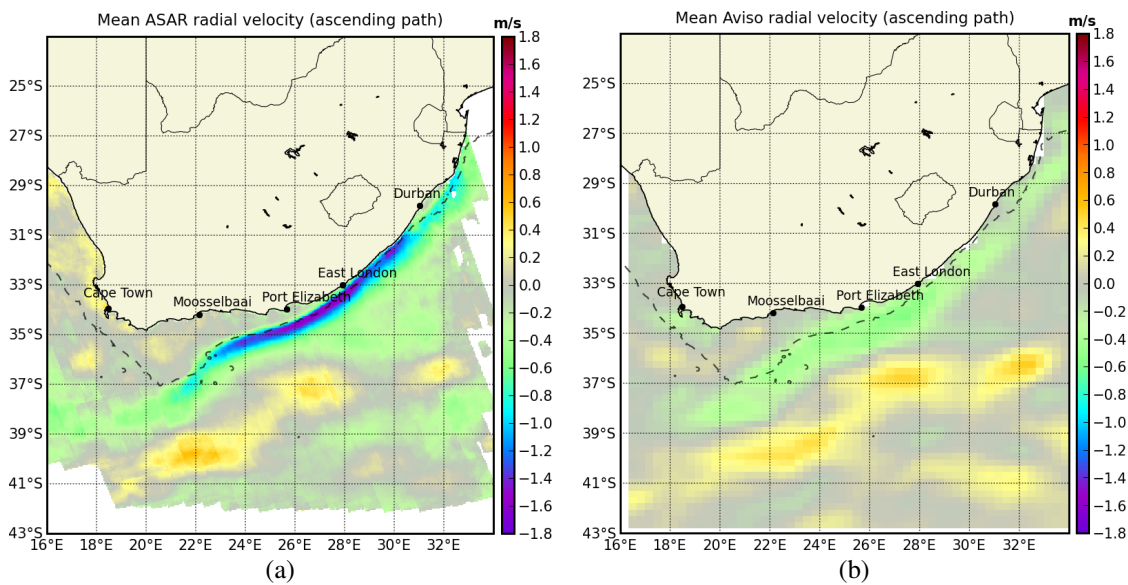 Mean ASAR radial velocity (ascending path)
m/s
25°S
27°S
29°S
31°S
33°S
35°S
37°S
39°S
41°S
43°S
16°E 18°E 20°E 22°E 24°E 26°E 28°E 30°E 32°E
Durban
East London
Port Elizabeth
Moosselbaai
Cape Town
1.8
1.6
1.4
1.2
1.0
0.8
0.6
0.4
0.2
0.0
−0.2
−0.4
−0.6
−0.8
−1.0
−1.2
−1.4
−1.6
−1.8
(a)
Mean Aviso radial velocity (ascending path)
m/s
25°S
27°S
29°S
31°S
33°S
35°S
37°S
39°S
41°S
43°S
16°E 18°E 20°E 22°E 24°E 26°E 28°E 30°E 32°E
Durban
East London
Port Elizabeth
Moosselbaai
Cape Town
1.8
1.6
1.4
1.2
1.0
0.8
0.6
0.4
0.2
0.0
−0.2
−0.4
−0.6
−0.8
−1.0
−1.2
−1.4
−1.6
−1.8
(b)